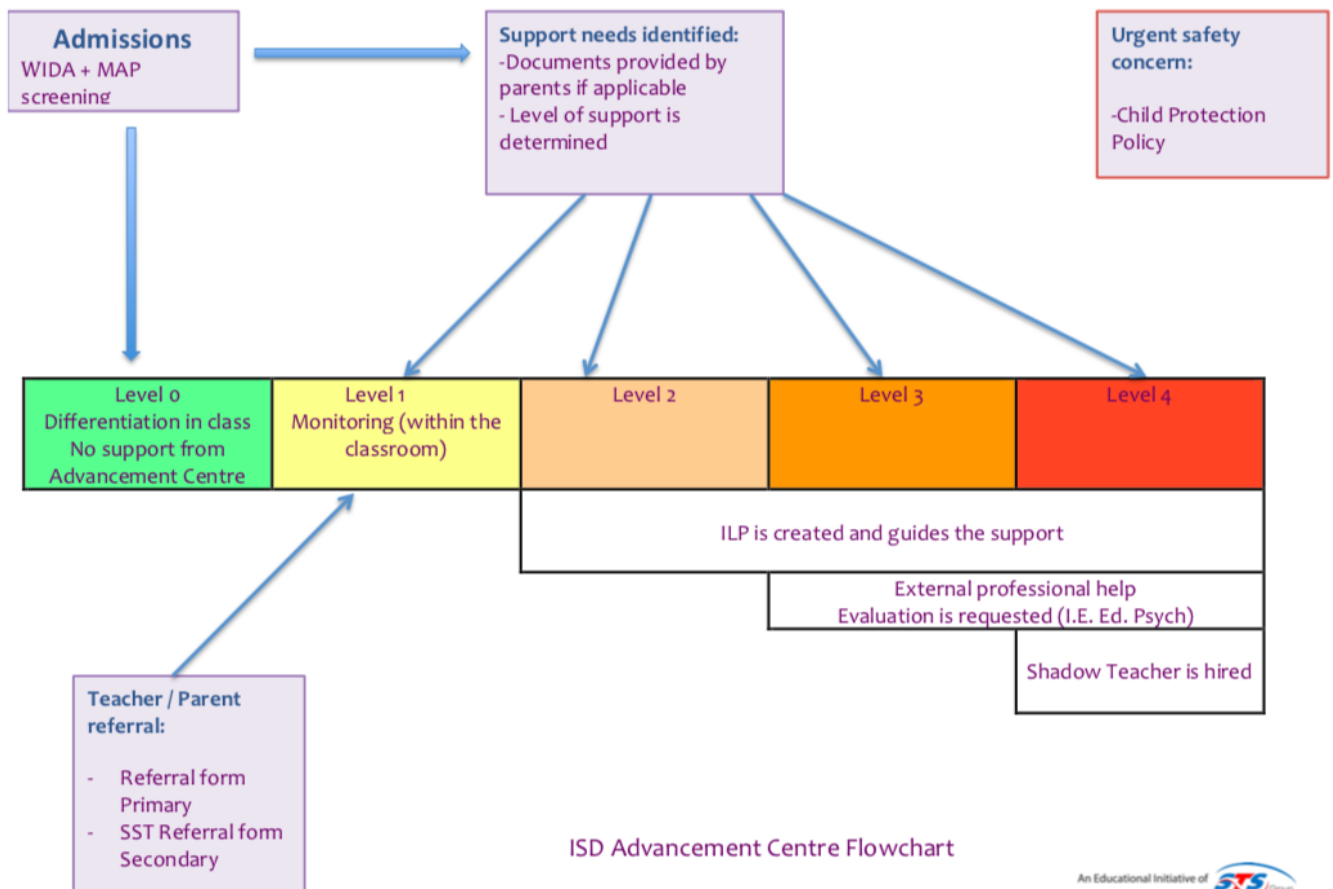 Admissions
WIDA + MAP
screening
Support needs identified:
-Documents provided by
parents if applicable
- Level of support is
determined
Urgent safety
concern:
-Child Protection
Policy
Level 0
Differentiation in class
No support from
Advancement Centre
Level 1
Monitoring (within the
classroom)
Level 2
Level 3
Level 4
ILP is created and guides the support
External professional help
Evaluation is requested (I.E. Ed. Psych)
Shadow Teacher is hired
Teacher / Parent
referral:
- Referral form
Primary
- SST Referral form
Secondary
ISD Advancement Centre Flowchart
An Educational Initiative of
STS Group